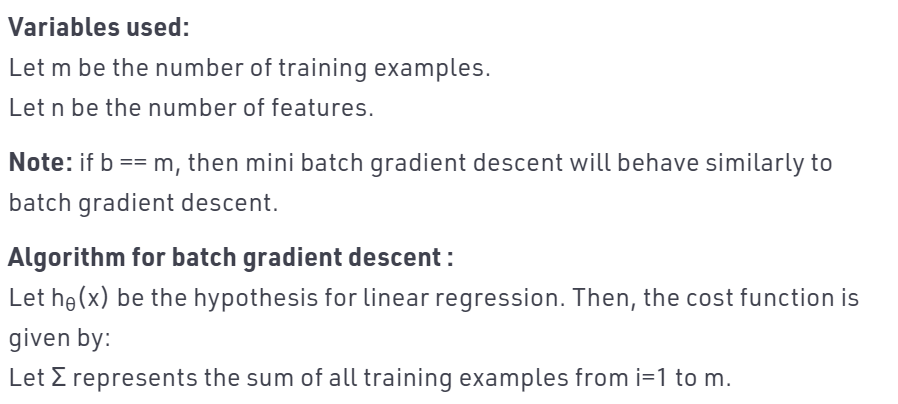 Variables used:
Let m be the number of training examples.
Let n be the number of features.
Note: if b == m, then mini batch gradient descent will behave similarly to
batch gradient descent.
Algorithm for batch gradient descent :
Let hθ(x) be the hypothesis for linear regression. Then, the cost function is
given by:
Let Σ represents the sum of all training examples from i=1 to m.